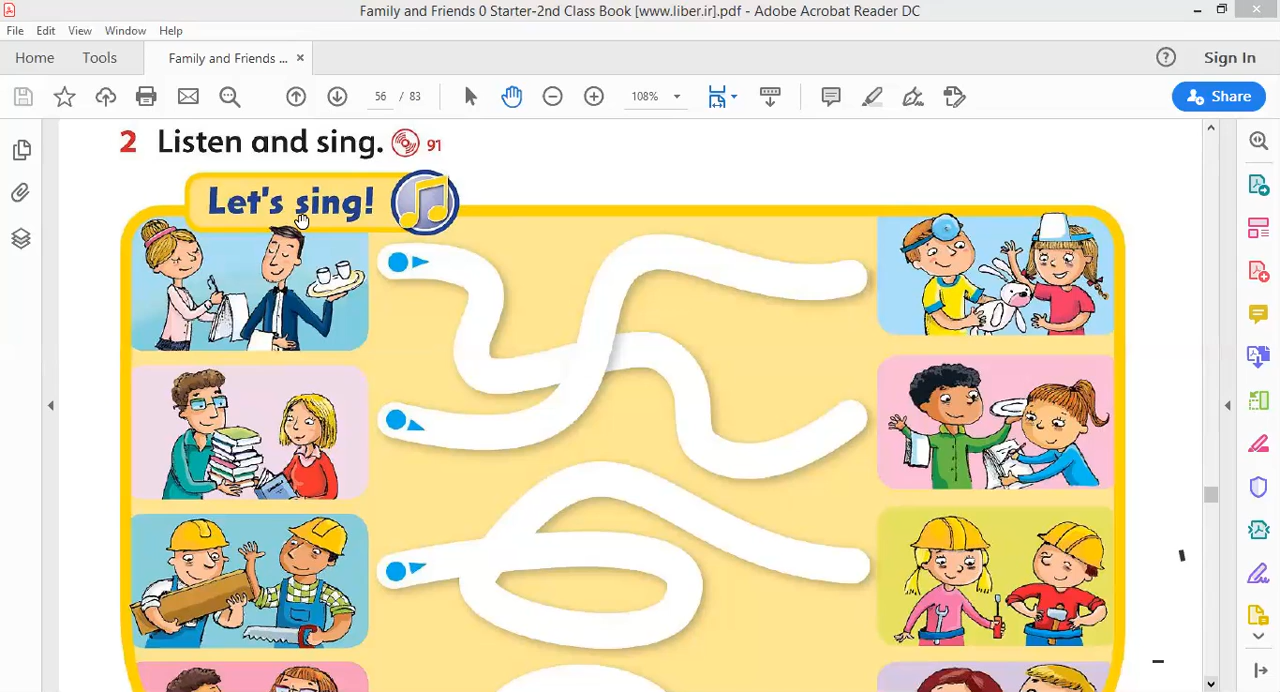 Family and Friends 0 Starter-2nd Class Book [www.liber.ir].pdf - Adobe Acrobat Reader DC
File Edit View Window Help
Home Tools Family and Friends ... × Sign In
56 / 83 108% Share
2 Listen and sing. 91
Let's sing!